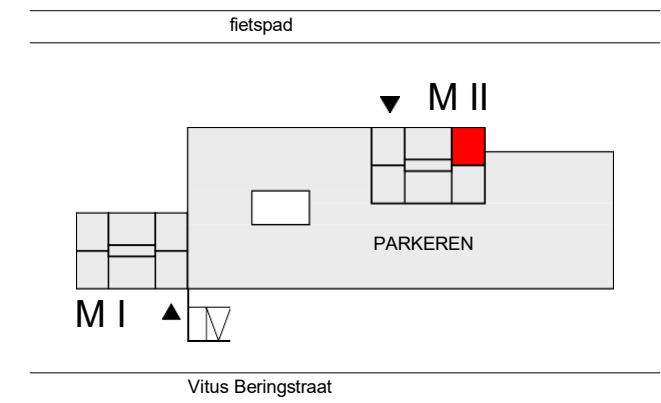 fietspad
M II
PARKEREN
M I
Vitus Beringstraat